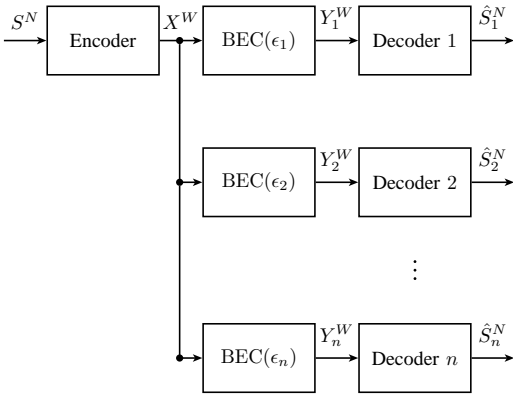 S^N Encoder X^W BEC(ϵ_1) Y_1^W Decoder 1 Ŝ_1^N
BEC(ϵ_2) Y_2^W Decoder 2 Ŝ_2^N
⋮
BEC(ϵ_n) Y_n^W Decoder n Ŝ_n^N